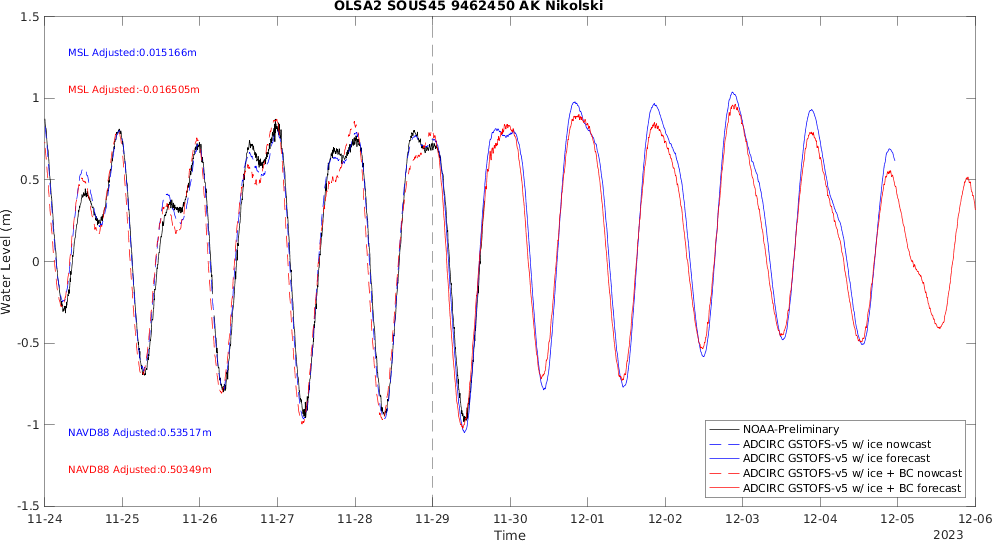 OLSA2 SOUS45 9462450 AK Nikolski
1.5
MSL Adjusted:0.015166m
1
MSL Adjusted:-0.016505m
0.5
0
Water Level (m)
-0.5
-1
NAVD88 Adjusted:0.53517m
NAVD88 Adjusted:0.50349m
-1.5
NOAA-Preliminary
ADCIRC GSTOFS-v5 w/ ice nowcast
ADCIRC GSTOFS-v5 w/ ice forecast
ADCIRC GSTOFS-v5 w/ ice + BC nowcast
ADCIRC GSTOFS-v5 w/ ice + BC forecast
11-24 11-25 11-26 11-27 11-28 11-29 11-30 12-01 12-02 12-03 12-04 12-05 12-06
Time
2023